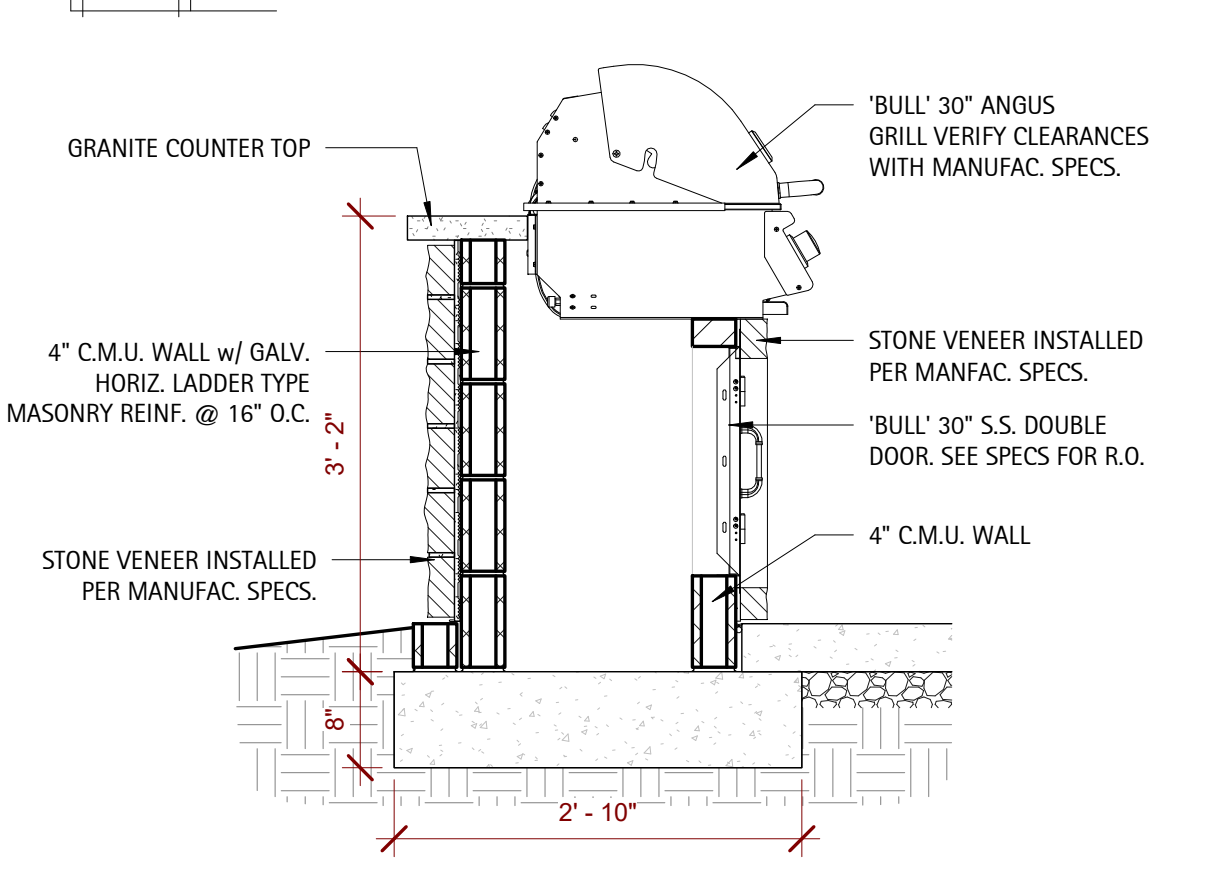 'BULL' 30" ANGUS
GRILL VERIFY CLEARANCES
WITH MANUFAC. SPECS.
GRANITE COUNTER TOP
4" C.M.U. WALL w/ GALV.
HORIZ. LADDER TYPE
MASONRY REINF. @ 16" O.C.
3' - 2"
STONE VENEER INSTALLED
PER MANFAC. SPECS.
'BULL' 30" S.S. DOUBLE
DOOR. SEE SPECS FOR R.O.
4" C.M.U. WALL
STONE VENEER INSTALLED
PER MANUFAC. SPECS.
8"
2' - 10"